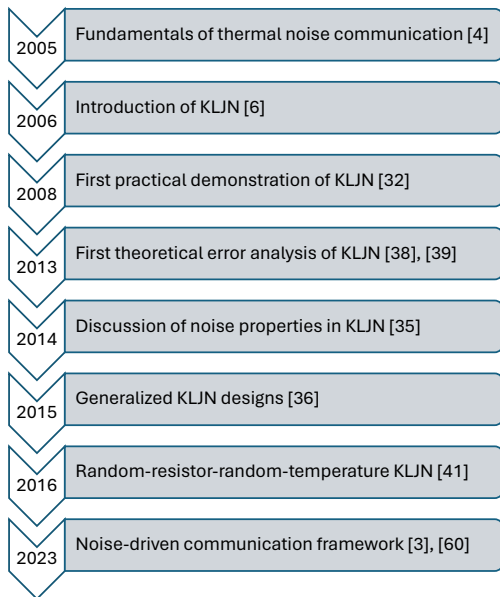 2005
Fundamentals of thermal noise communication [4]
2006
Introduction of KLJN [6]
2008
First practical demonstration of KLJN [32]
2013
First theoretical error analysis of KLJN [38], [39]
2014
Discussion of noise properties in KLJN [35]
2015
Generalized KLJN designs [36]
2016
Random-resistor-random-temperature KLJN [41]
2023
Noise-driven communication framework [3], [60]